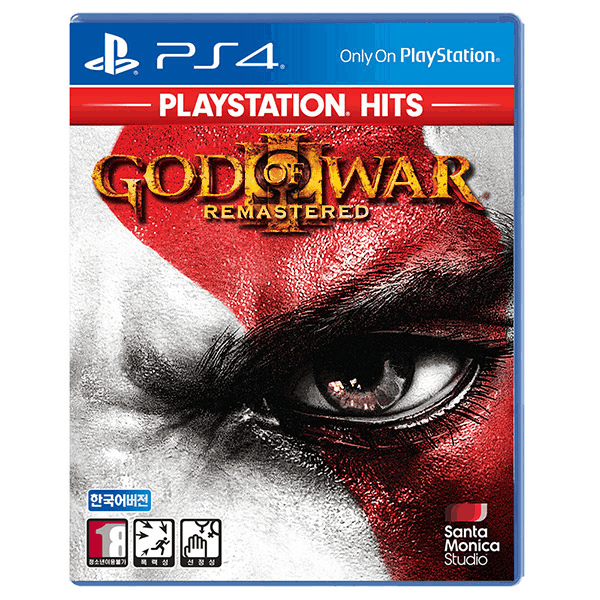 PS4
Only On PlayStation.
PLAYSTATION HITS
GOD OF WAR
III
REMASTERED
한국어버전
18
청소년이용불가
폭력성
선정성
Santa
Monica
Studio